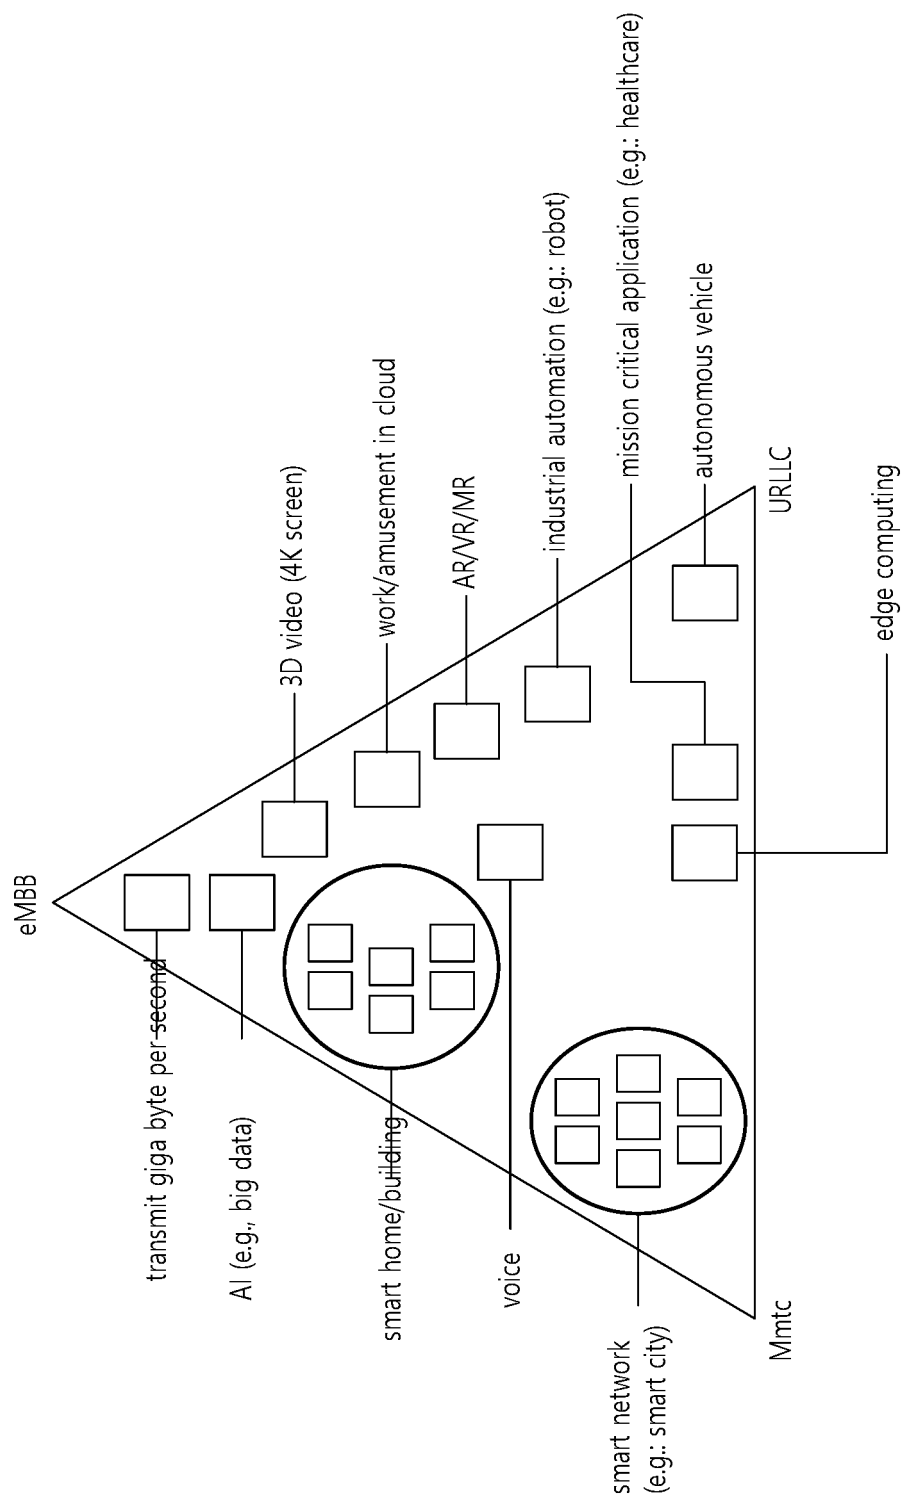 eMBB
transmit giga byte per second
AI (e.g., big data)
smart home/building
voice
smart network
(e.g.: smart city)
3D video (4K screen)
work/amusement in cloud
AR/VR/MR
industrial automation (e.g.: robot)
mission critical application (e.g.: healthcare)
autonomous vehicle
Mmtc
URLLC
edge computing